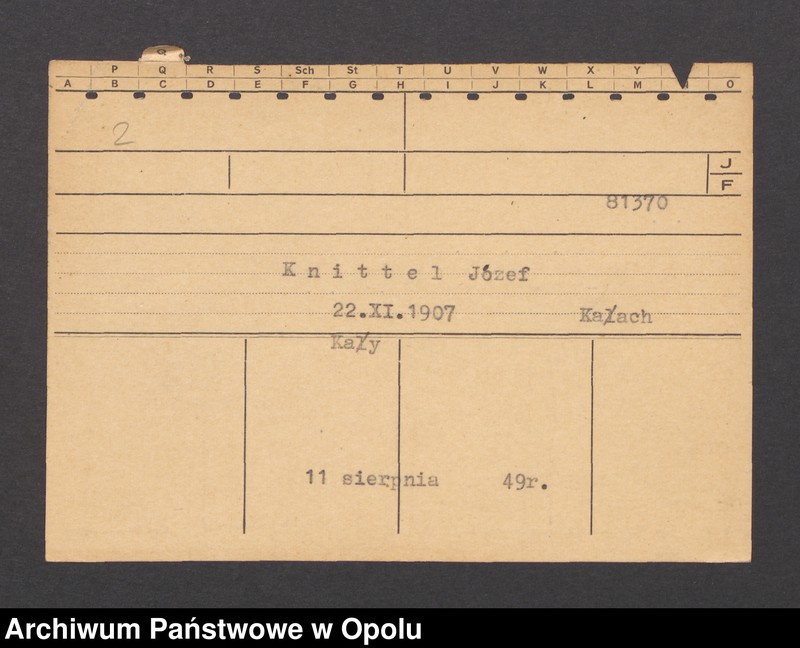 Q
P Q R S Sch St T U V W X Y
A B C D E F G H I J K L M O
2
J
F
81370
Knittel Józef
22.XI.1907 Kałach
Kały
11 sierpnia 49r.
Archiwum Państwowe w Opolu